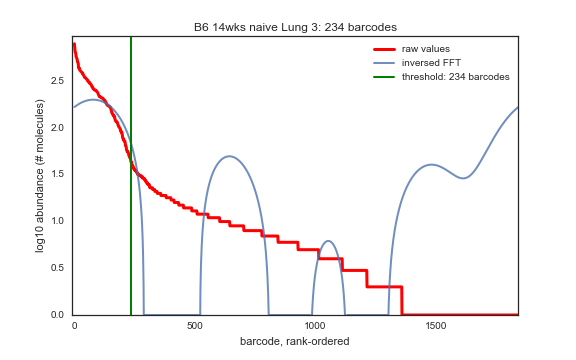 B6 14wks naive Lung 3: 234 barcodes
raw values
inversed FFT
threshold: 234 barcodes
log10 abundance (# molecules)
2.5
2.0
1.5
1.0
0.5
0.0
0 500 1000 1500
barcode, rank-ordered